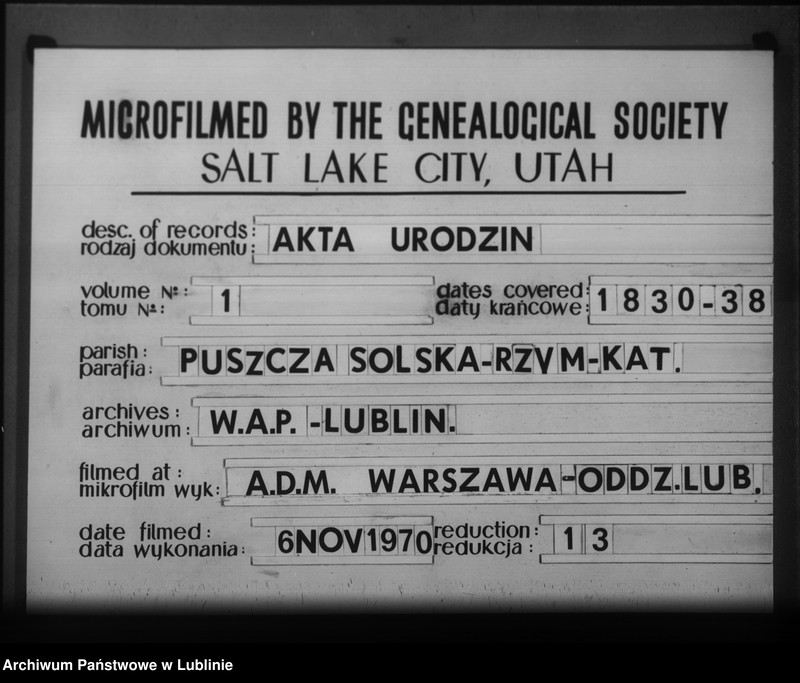 MICROFILMED BY THE GENEALOGICAL SOCIETY
SALT LAKE CITY, UTAH
desc. of records:
rodzaj dokumentu: AKTA URODZIN
volume Nº:
tomu Nº: 1
dates covered:
daty krańcowe: 1830-38
parish:
parafia: PUSZCZA SOLSKA-RZYM-KAT.
archives:
archiwum: W.A.P. -LUBLIN.
filmed at:
mikrofilm wyk: A.D.M. WARSZAWA-ODDZ.LUB.
date filmed:
data wykonania: 6NOV1970
reduction:
redukcja: 13
Archiwum Państwowe w Lublinie